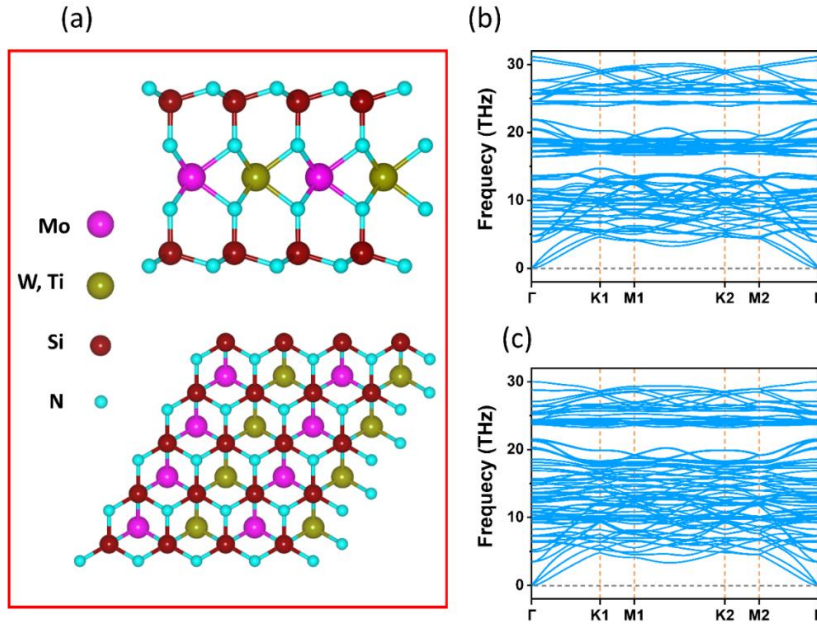 (a)
Mo
W, Ti
Si
N
(b)
Frequecy (THz)
30
20
10
0
Γ K1 M1 K2 M2
(c)
Frequecy (THz)
30
20
10
0
Γ K1 M1 K2 M2